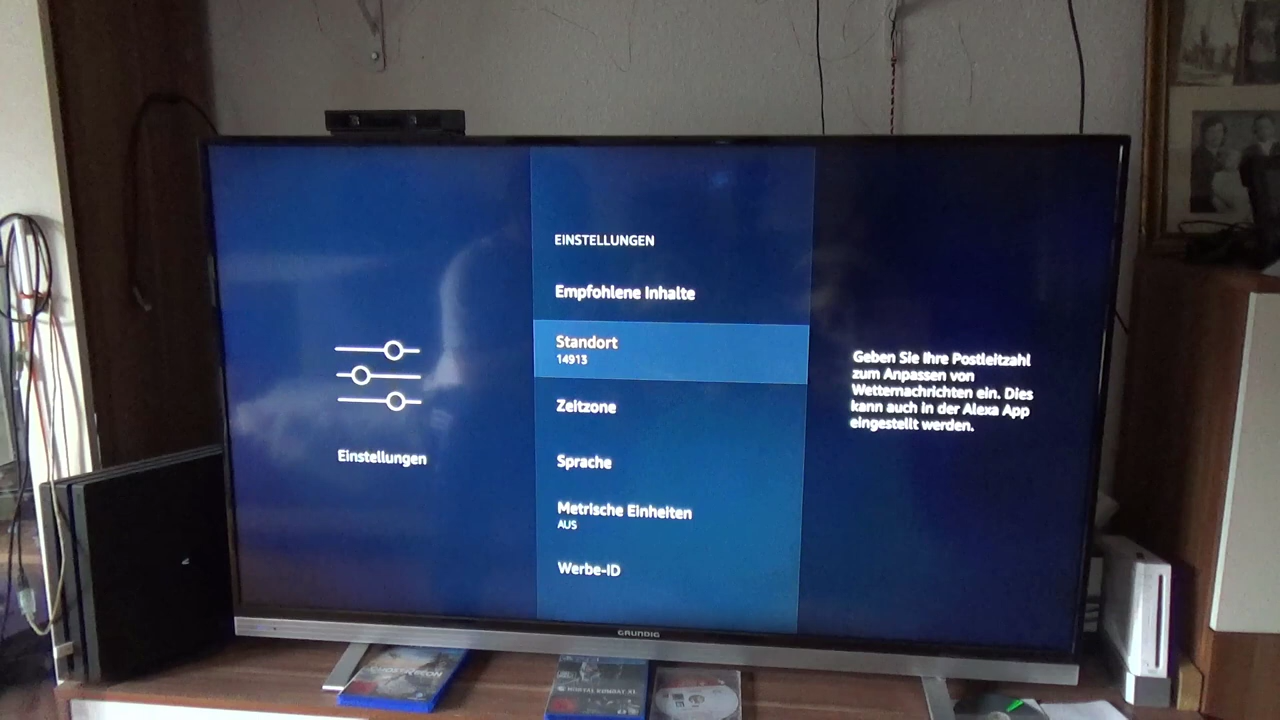 EINSTELLUNGEN
Empfohlene Inhalte
Standort
14913
Zeitzone
Sprache
Metrische Einheiten
AUS
Werbe-ID
Einstellungen
Geben Sie Ihre Postleitzahl
zum Anpassen von
Wetternachrichten ein. Dies
kann auch in der Alexa App
eingestellt werden.
GRUNDIG
MORTAL KOMBAT XL